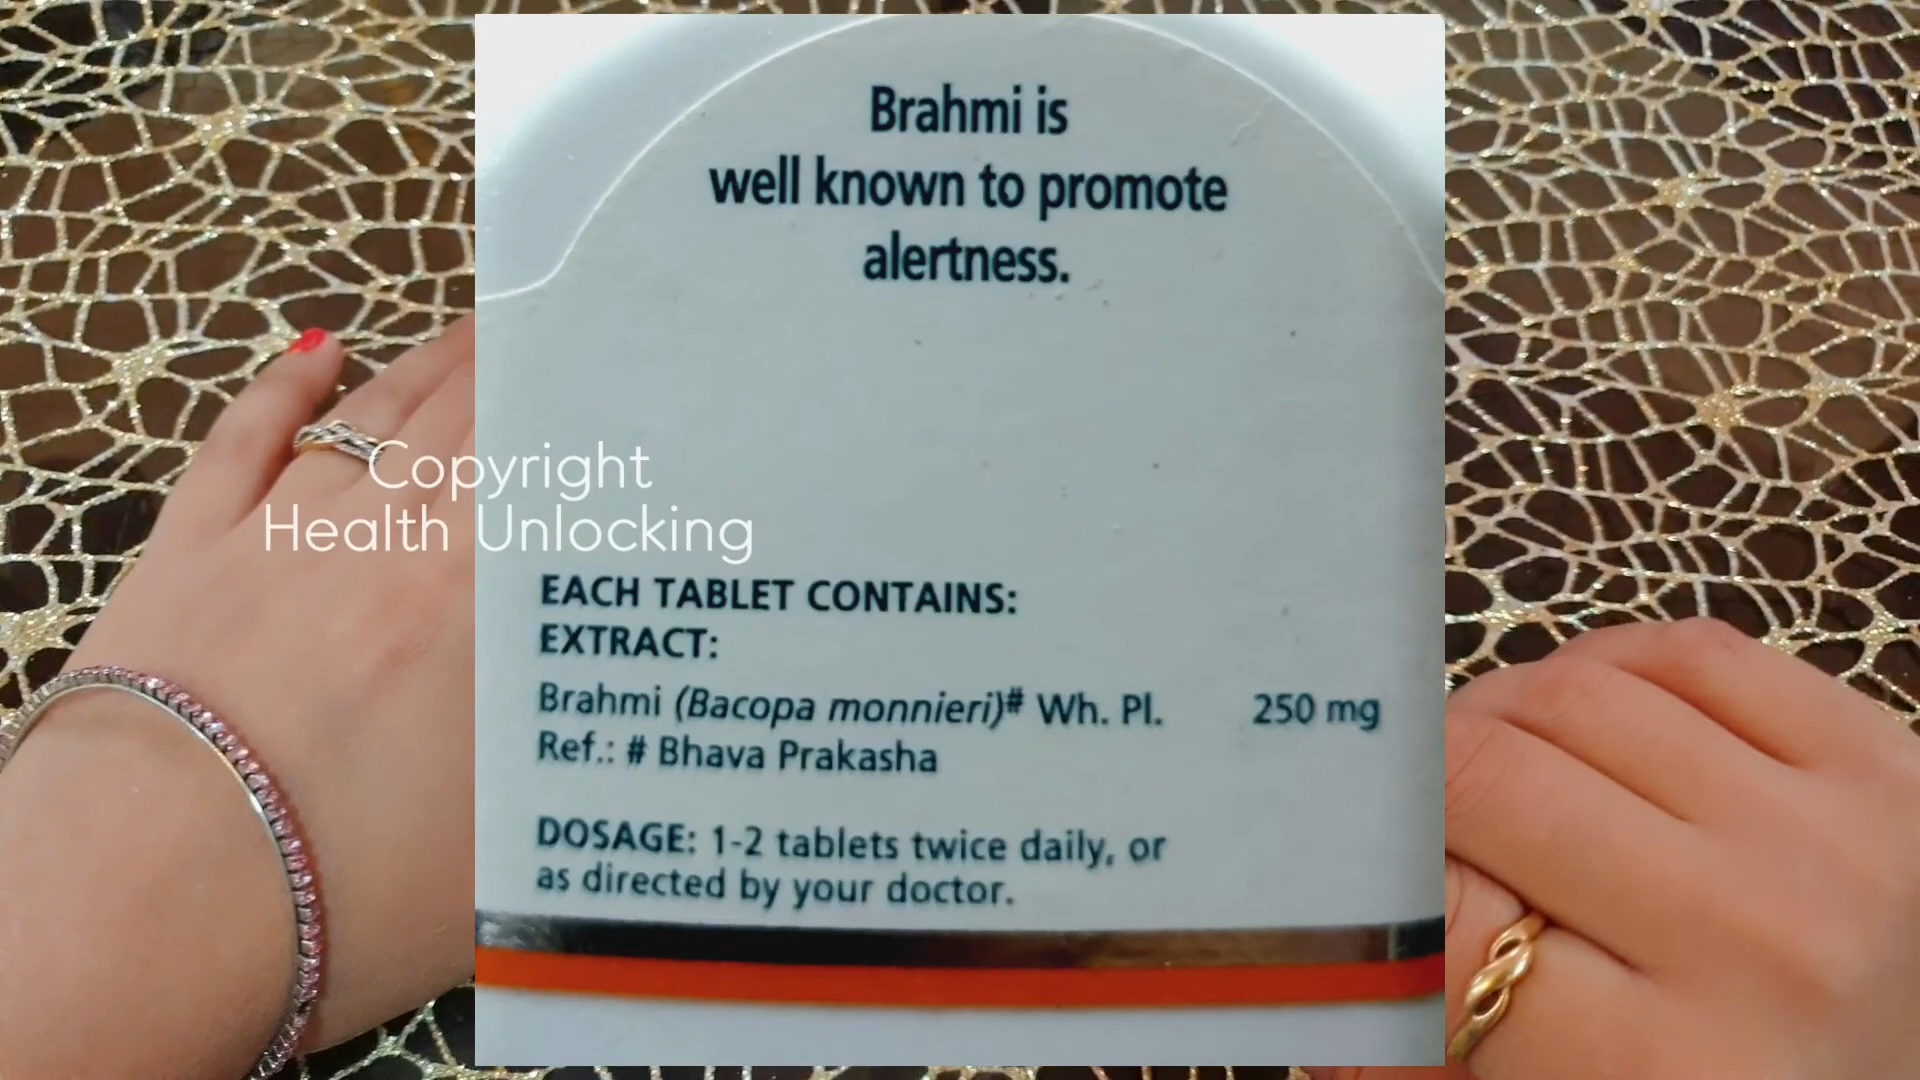 Brahmi is
well known to promote
alertness.
Copyright
Health Unlocking
EACH TABLET CONTAINS:
EXTRACT:
Brahmi (Bacopa monnieri)# Wh. Pl. 250 mg
Ref.: # Bhava Prakasha
DOSAGE: 1-2 tablets twice daily, or
as directed by your doctor.